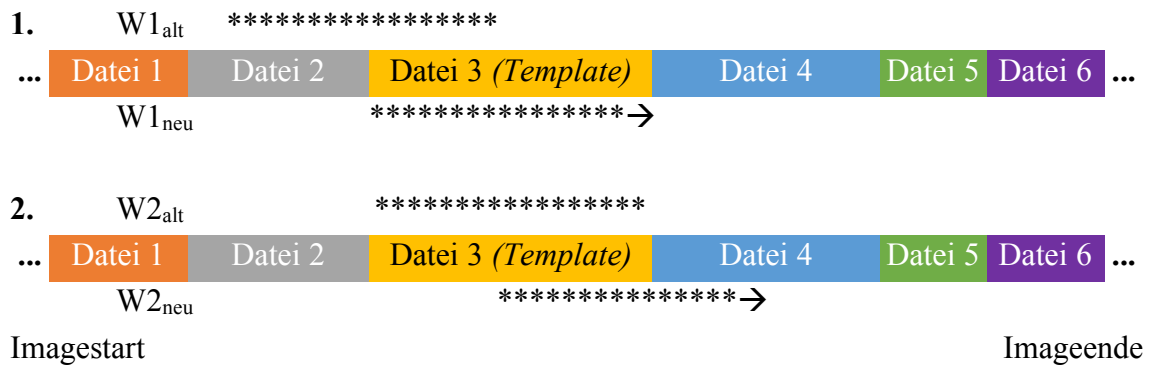 1. W1alt *****************
... Datei 1 Datei 2 Datei 3 (Template) Datei 4 Datei 5 Datei 6 ...
W1neu ****************→
2. W2alt *****************
... Datei 1 Datei 2 Datei 3 (Template) Datei 4 Datei 5 Datei 6 ...
W2neu ***************→
Imagestart Imageende